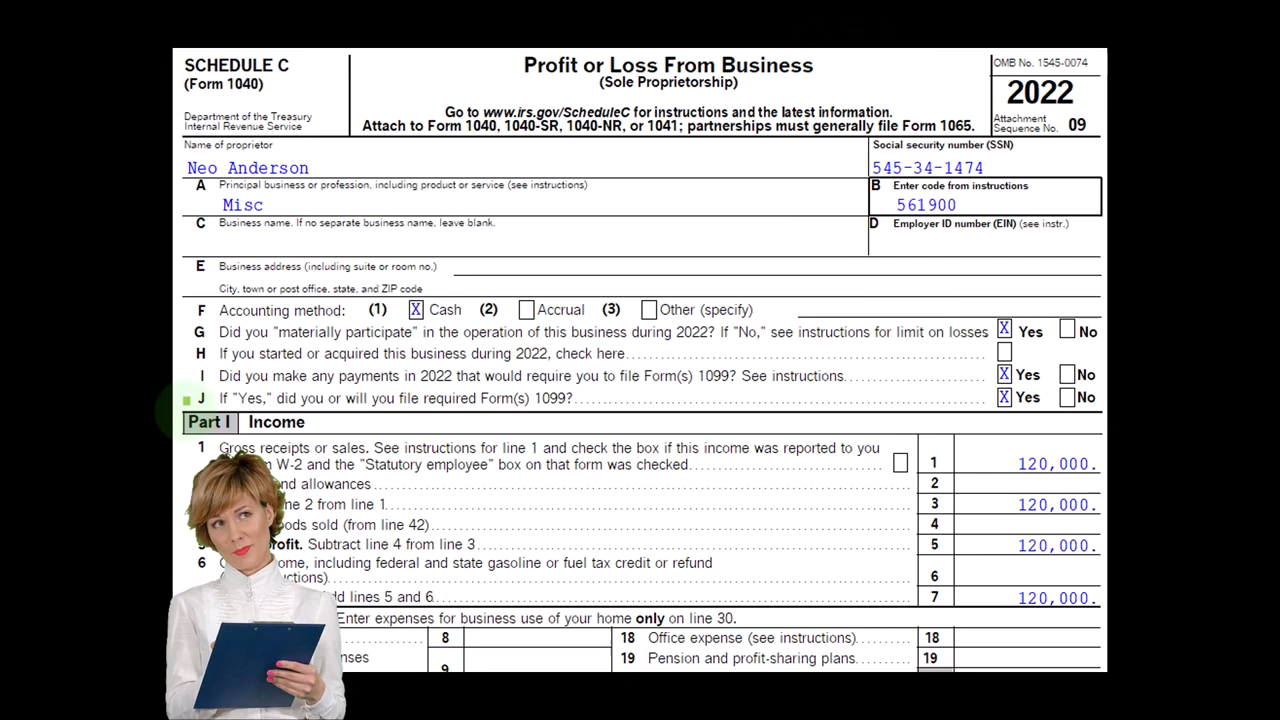 SCHEDULE C
(Form 1040)
Department of the Treasury
Internal Revenue Service
Profit or Loss From Business
(Sole Proprietorship)
Go to www.irs.gov/ScheduleC for instructions and the latest information.
Attach to Form 1040, 1040-SR, 1040-NR, or 1041; partnerships must generally file Form 1065.
OMB No. 1545-0074
2022
Attachment
Sequence No. 09
Name of proprietor
Neo Anderson
Social security number (SSN)
545-34-1474
A Principal business or profession, including product or service (see instructions)
Misc
B Enter code from instructions
561900
C Business name. If no separate business name, leave blank.
D Employer ID number (EIN) (see instr.)
E Business address (including suite or room no.)
City, town or post office, state, and ZIP code
F Accounting method: (1) X Cash (2) Accrual (3) Other (specify)
G Did you "materially participate" in the operation of this business during 2022? If "No," see instructions for limit on losses X Yes No
H If you started or acquired this business during 2022, check here
I Did you make any payments in 2022 that would require you to file Form(s) 1099? See instructions. X Yes No
J If "Yes," did you or will you file required Form(s) 1099? X Yes No
Part I Income
1 Gross receipts or sales. See instructions for line 1 and check the box if this income was reported to you
W-2 and the "Statutory employee" box on that form was checked 1 120,000.
and allowances 2
ne 2 from line 1 3 120,000.
oods sold (from line 42) 4
profit. Subtract line 4 from line 3 5 120,000.
6 ome, including federal and state gasoline or fuel tax credit or refund
uctions) 6
dd lines 5 and 6 7 120,000.
Enter expenses for business use of your home only on line 30.
8 18 Office expense (see instructions) 18
nses 9 19 Pension and profit-sharing plans 19